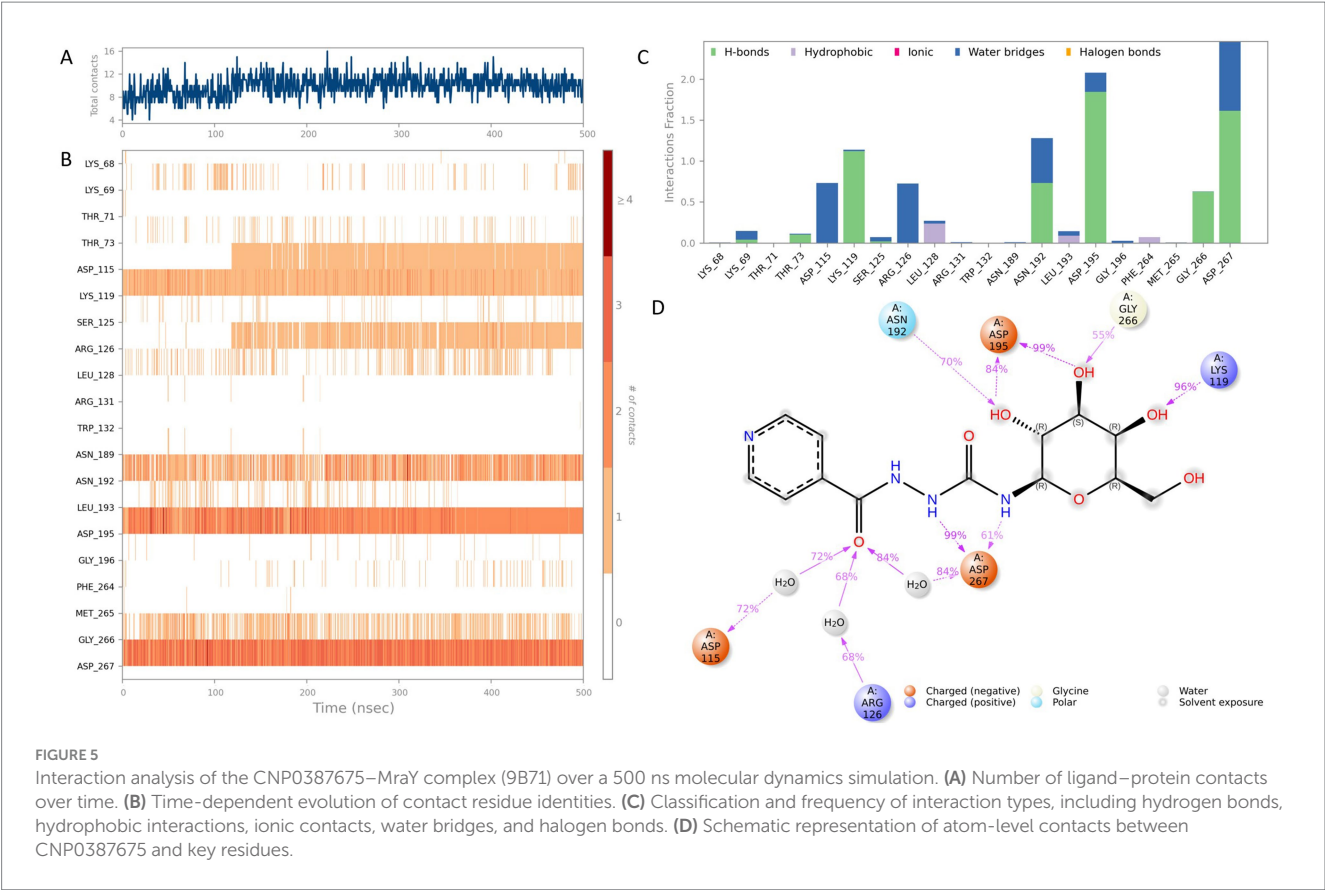 A
Total contacts
16
12
8
4
0
100
200
300
400
500
B
LYS_68
LYS_69
THR_71
THR_73
ASP_115
LYS_119
SER_125
ARG_126
LEU_128
ARG_131
TRP_132
ASN_189
ASN_192
LEU_193
ASP_195
GLY_196
PHE_264
MET_265
GLY_266
ASP_267
0
100
200
300
400
500
Time (nsec)
≥4
3
2
1
0
# of contacts
C
H-bonds
Hydrophobic
Ionic
Water bridges
Halogen bonds
Interactions Fraction
2.0
1.5
1.0
0.5
0.0
LYS_68
LYS_69
THR_71
THR_73
ASP_115
LYS_119
SER_125
ARG_126
LEU_128
ARG_131
TRP_132
ASN_189
ASN_192
LEU_193
ASP_195
GLY_196
PHE_264
MET_265
GLY_266
ASP_267
D
A:
ASN
192
A:
ASP
195
A:
GLY
266
A:
LYS
119
70%
84%
99%
55%
96%
OH
HO
OH
(R)
(S)
(R)
(R)
(R)
O
OH
N
O
H
N
N
H
O
N
H
99%
61%
A:
ASP
267
72%
68%
84%
84%
H₂O
H₂O
H₂O
72%
68%
A:
ASP
115
A:
ARG
126
Charged (negative)
Charged (positive)
Glycine
Polar
Water
Solvent exposure
FIGURE 5
Interaction analysis of the CNP0387675–MraY complex (9B71) over a 500 ns molecular dynamics simulation. (A) Number of ligand–protein contacts
over time. (B) Time-dependent evolution of contact residue identities. (C) Classification and frequency of interaction types, including hydrogen bonds,
hydrophobic interactions, ionic contacts, water bridges, and halogen bonds. (D) Schematic representation of atom-level contacts between
CNP0387675 and key residues.